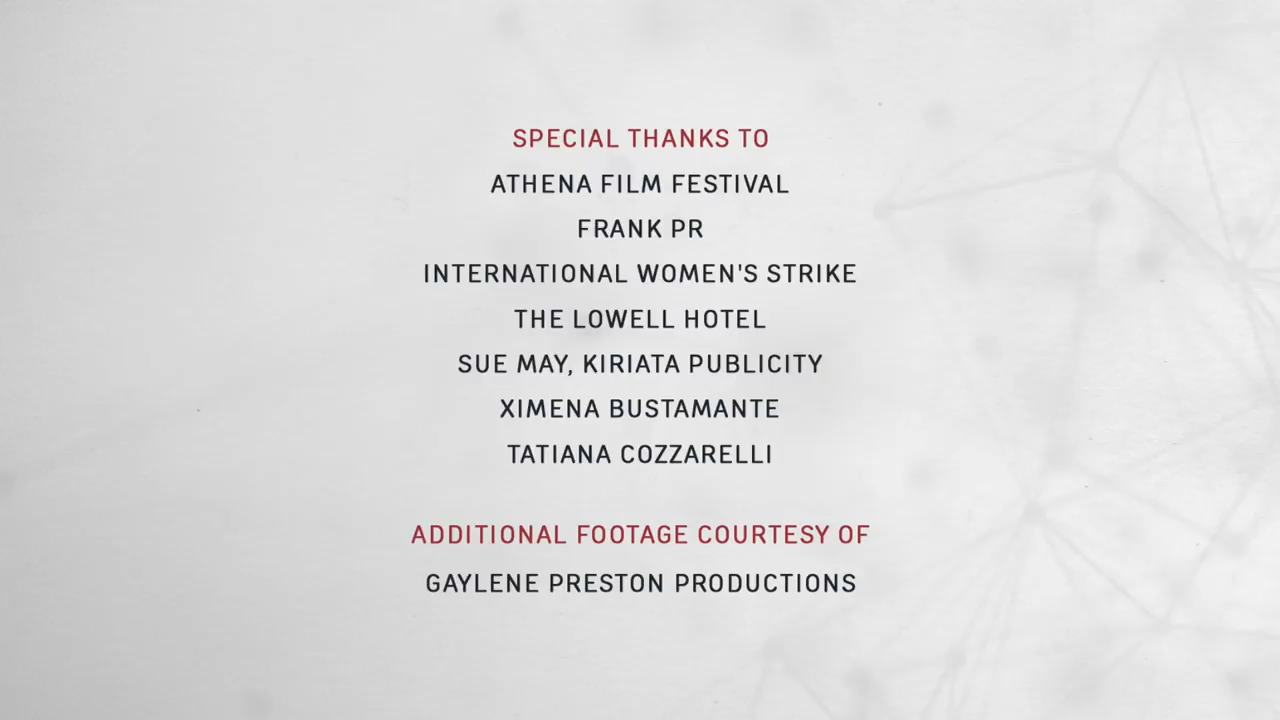 SPECIAL THANKS TO
ATHENA FILM FESTIVAL
FRANK PR
INTERNATIONAL WOMEN'S STRIKE
THE LOWELL HOTEL
SUE MAY, KIRIATA PUBLICITY
XIMENA BUSTAMANTE
TATIANA COZZARELLI
ADDITIONAL FOOTAGE COURTESY OF
GAYLENE PRESTON PRODUCTIONS